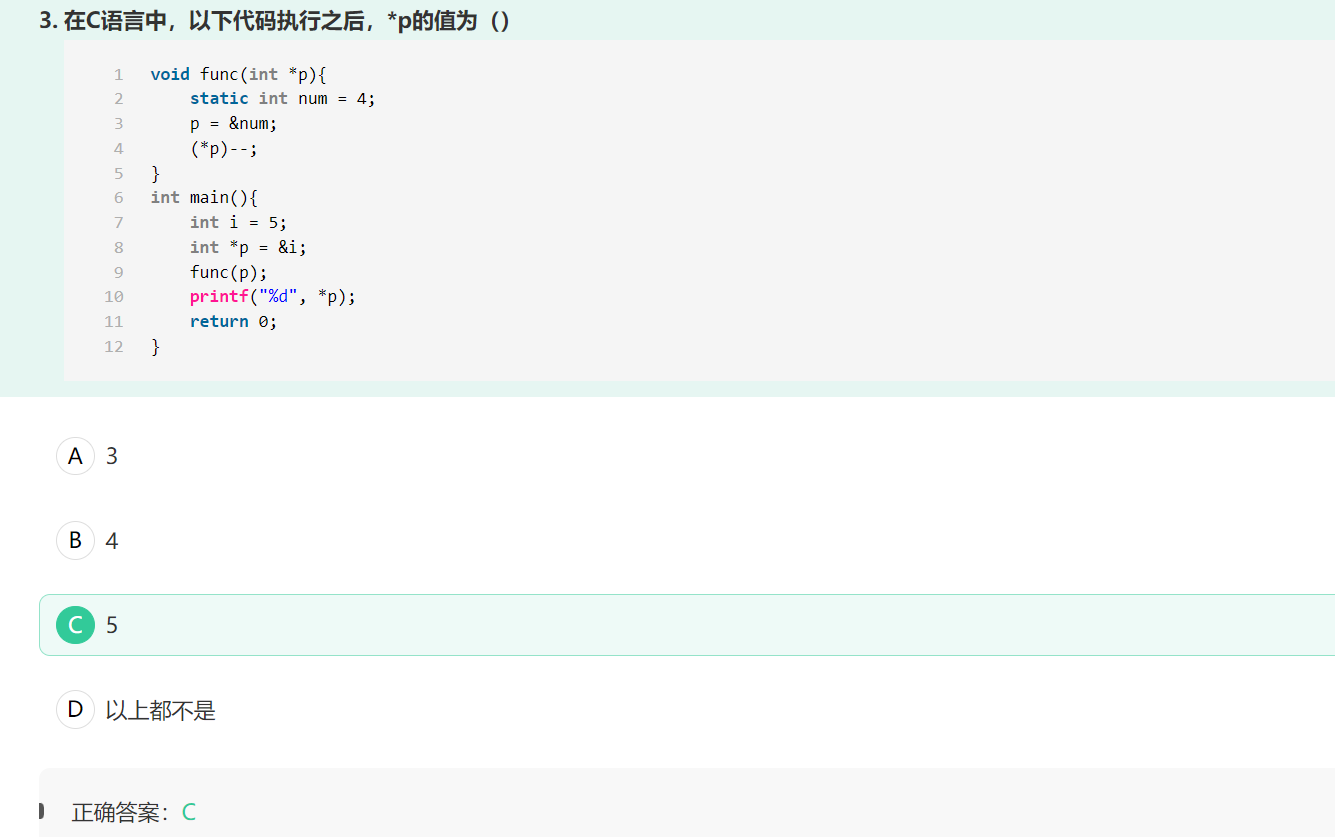 3. 在C语言中，以下代码执行之后，*p的值为（）
1 void func(int *p){
2 static int num = 4;
3 p = &num;
4 (*p)--;
5 }
6 int main(){
7 int i = 5;
8 int *p = &i;
9 func(p);
10 printf("%d", *p);
11 return 0;
12 }
A 3
B 4
C 5
D 以上都不是
正确答案：C